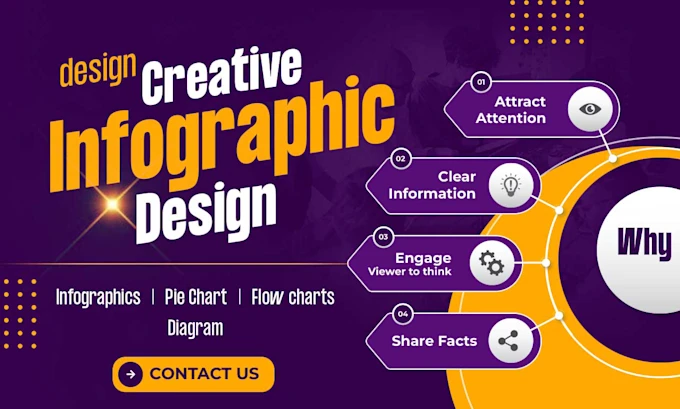 design
Creative
Infographic
Design
Infographics | Pie Chart | Flow charts
Diagram
CONTACT US
01
Attract
Attention
02
Clear
Information
03
Engage
Viewer to think
04
Share Facts
Why